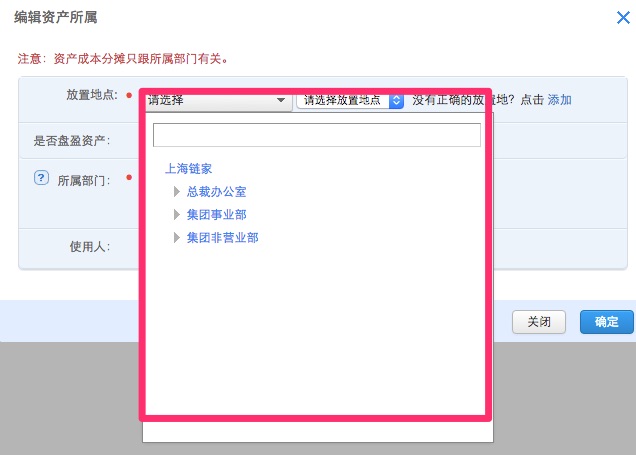 编辑资产所属
注意：资产成本分摊只跟所属部门有关。
放置地点: 请选择 请选择放置地点 没有正确的放置地? 点击 添加
是否盘盈资产:
上海链家
? 所属部门:
总裁办公室
集团事业部
集团非营业部
使用人:
关闭 确定